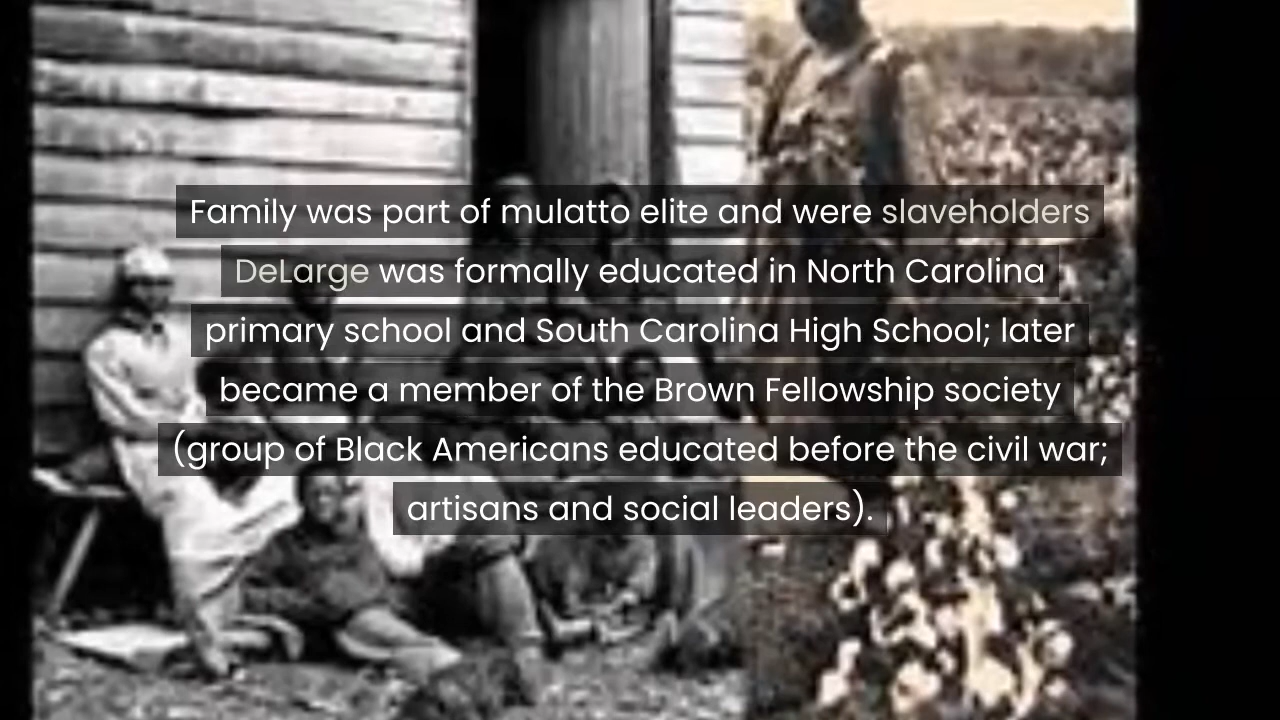 Family was part of mulatto elite and were slaveholders
DeLarge was formally educated in North Carolina
primary school and South Carolina High School; later
became a member of the Brown Fellowship society
(group of Black Americans educated before the civil war;
artisans and social leaders).